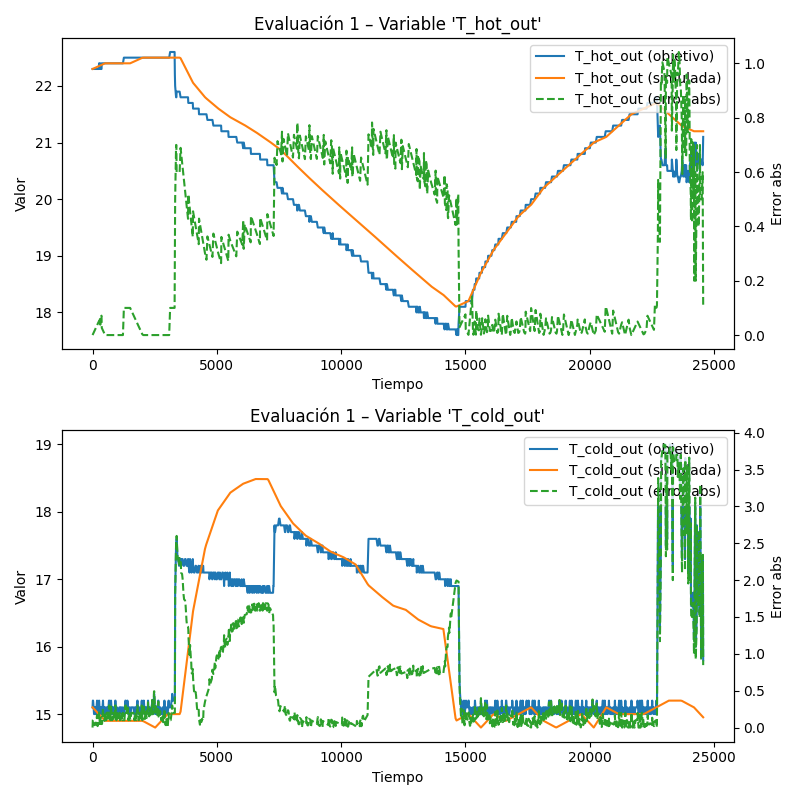 Evaluación 1 – Variable 'T_hot_out'
T_hot_out (objetivo)
T_hot_out (simulada)
T_hot_out (error abs)
Valor
22
21
20
19
18
1.0
0.8
0.6
0.4
0.2
0.0
Error abs
0
5000
10000
15000
20000
25000
Tiempo
Evaluación 1 – Variable 'T_cold_out'
T_cold_out (objetivo)
T_cold_out (simulada)
T_cold_out (error abs)
Valor
19
18
17
16
15
4.0
3.5
3.0
2.5
2.0
1.5
1.0
0.5
0.0
Error abs
0
5000
10000
15000
20000
25000
Tiempo